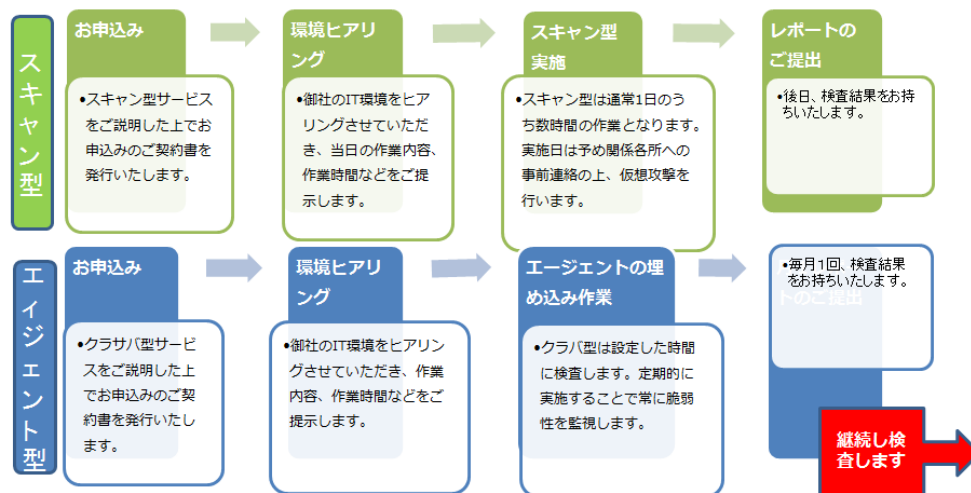 スキャン型
お申込み
•スキャン型サービス
をご説明した上でお
申込みのご契約書を
発行いたします。
環境ヒアリ
ング
•御社のIT環境をヒア
リングさせていただ
き、当日の作業内容、
作業時間などをご提
示します。
スキャン型
実施
•スキャン型は通常1日のう
ち数時間の作業となります。
実施日は予め関係各所への
事前連絡の上、仮想攻撃を
行います。
レポートの
ご提出
•後日、検査結果をお持
ちいたします。
エイジェント型
お申込み
•クラサバ型サービ
スをご説明した上
でお申込みのご契
約書を発行いたし
ます。
環境ヒアリ
ング
•御社のIT環境をヒアリン
グさせていただき、作業
内容、作業時間などをご
提示します。
エージェントの埋
め込み作業
•クラバ型は設定した時間
に検査します。定期的に
実施することで常に脆弱
性を監視します。
トのご提出
•毎月1回、検査結果
をお持ちいたします。
継続し検
査します